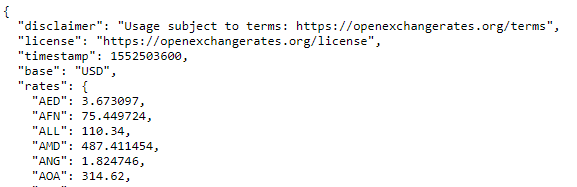 {
"disclaimer": "Usage subject to terms: https://openexchangerates.org/terms",
"license": "https://openexchangerates.org/license",
"timestamp": 1552503600,
"base": "USD",
"rates": {
"AED": 3.673097,
"AFN": 75.449724,
"ALL": 110.34,
"AMD": 487.411454,
"ANG": 1.824746,
"AOA": 314.62,